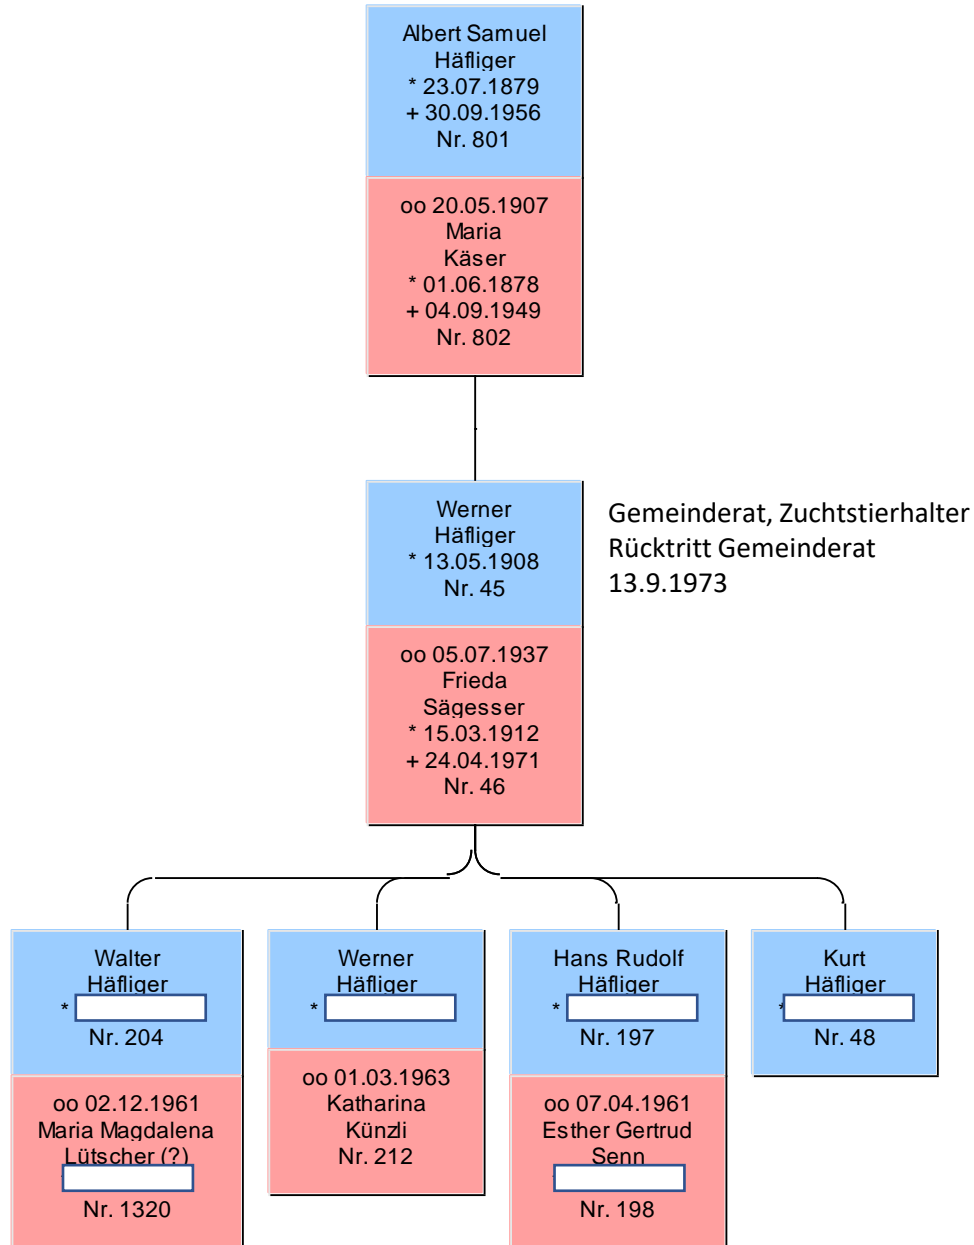 Albert Samuel
Häfliger
* 23.07.1879
+ 30.09.1956
Nr. 801
oo 20.05.1907
Maria
Käser
* 01.06.1878
+ 04.09.1949
Nr. 802
Werner
Häfliger
* 13.05.1908
Nr. 45
Gemeinderat, Zuchtstierhalter
Rücktritt Gemeinderat
13.9.1973
oo 05.07.1937
Frieda
Sägesser
* 15.03.1912
+ 24.04.1971
Nr. 46
Walter
Häfliger
*
Nr. 204
oo 02.12.1961
Maria Magdalena
Lütscher (?)
Nr. 1320
Werner
Häfliger
*
oo 01.03.1963
Katharina
Künzli
Nr. 212
Hans Rudolf
Häfliger
*
Nr. 197
oo 07.04.1961
Esther Gertrud
Senn
Nr. 198
Kurt
Häfliger
*
Nr. 48